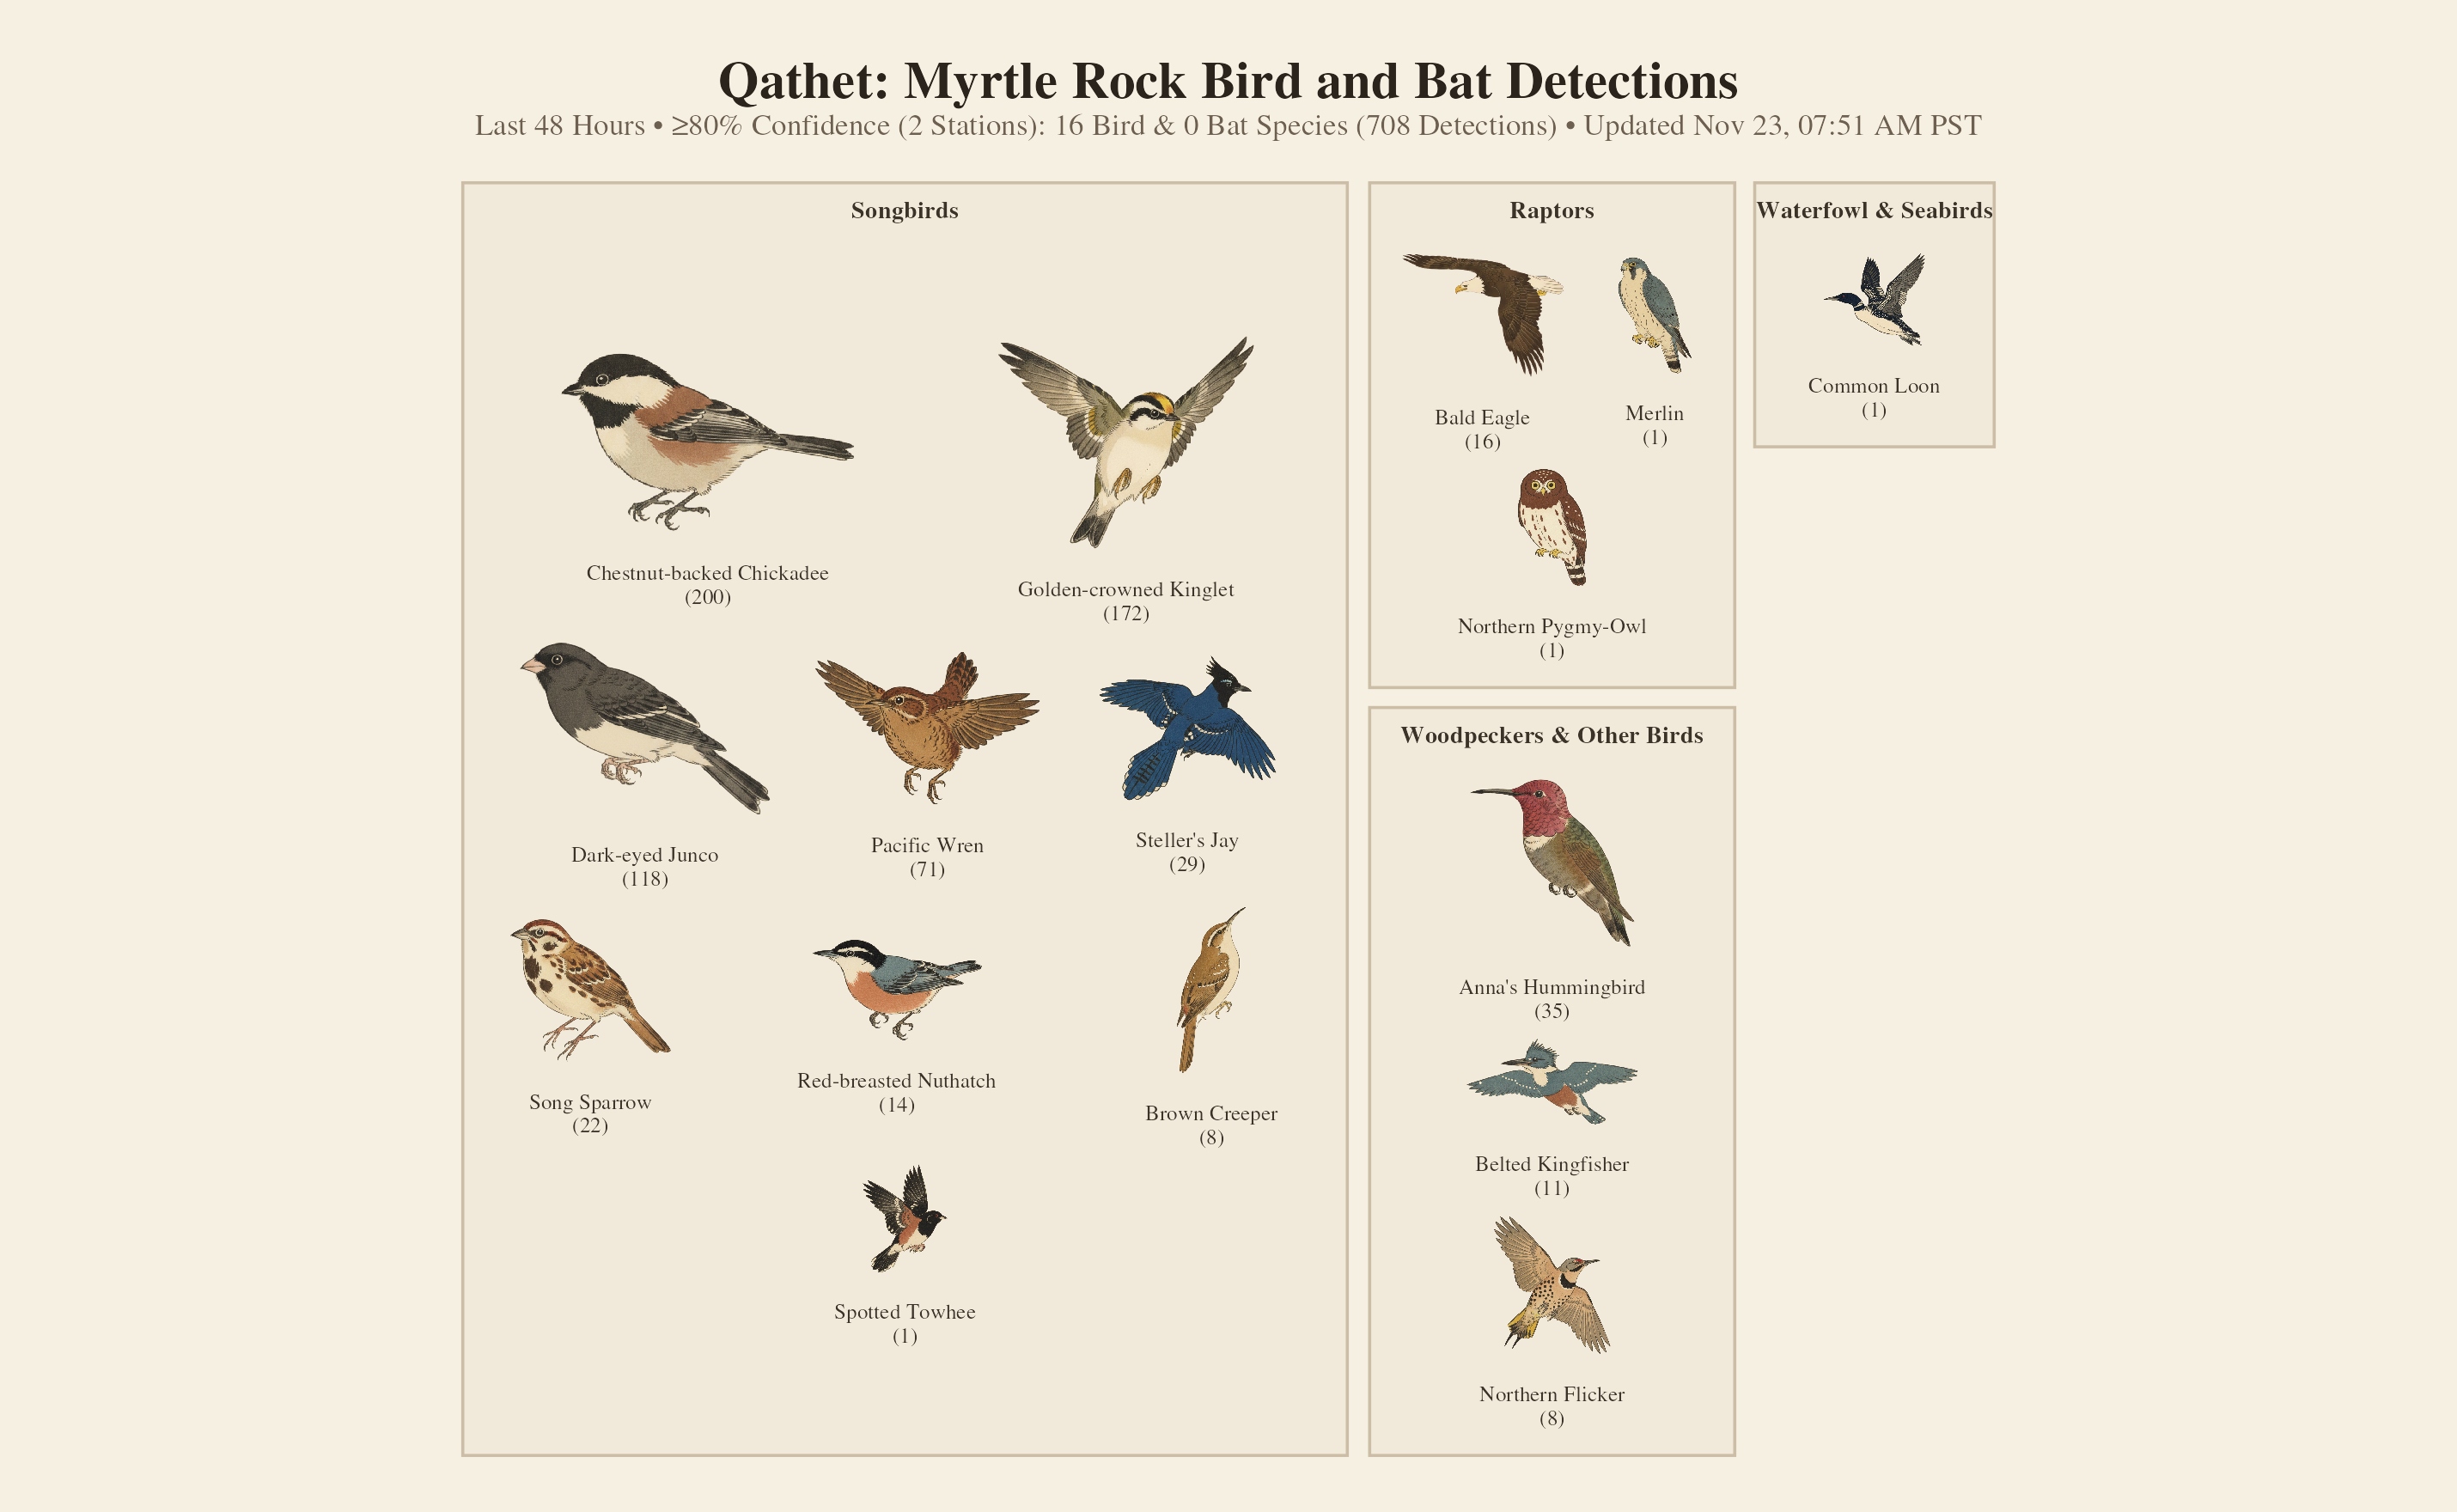 Qathet: Myrtle Rock Bird and Bat Detections
Last 48 Hours • ≥80% Confidence (2 Stations): 16 Bird & 0 Bat Species (708 Detections) • Updated Nov 23, 07:51 AM PST
Songbirds
Chestnut-backed Chickadee
(200)
Golden-crowned Kinglet
(172)
Dark-eyed Junco
(118)
Pacific Wren
(71)
Steller's Jay
(29)
Song Sparrow
(22)
Red-breasted Nuthatch
(14)
Brown Creeper
(8)
Spotted Towhee
(1)
Raptors
Bald Eagle
(16)
Merlin
(1)
Northern Pygmy-Owl
(1)
Woodpeckers & Other Birds
Anna's Hummingbird
(35)
Belted Kingfisher
(11)
Northern Flicker
(8)
Waterfowl & Seabirds
Common Loon
(1)